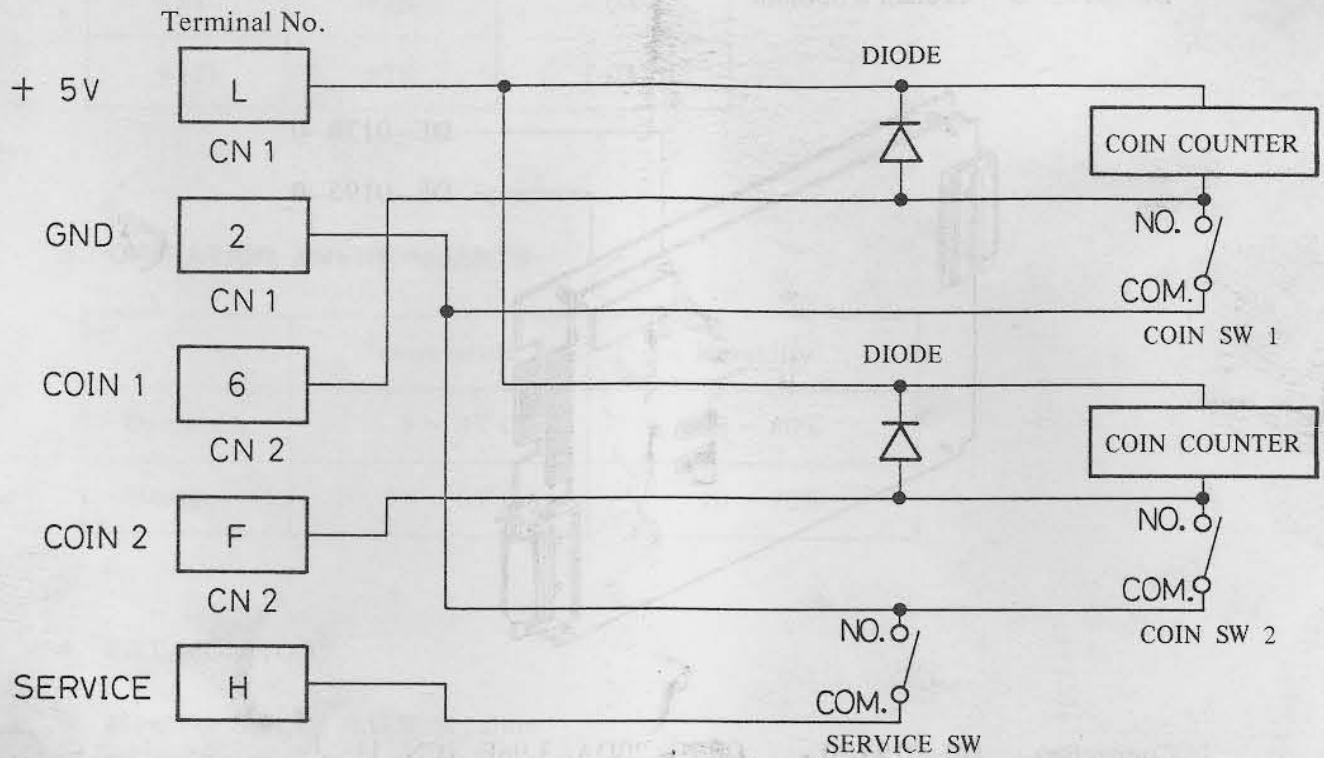 Terminal No.
+ 5V
L
CN 1
GND
2
CN 1
COIN 1
6
CN 2
COIN 2
F
CN 2
SERVICE
H
DIODE
COIN COUNTER
NO.
COM.
COIN SW 1
DIODE
COIN COUNTER
NO.
COM.
COIN SW 2
NO.
COM.
SERVICE SW